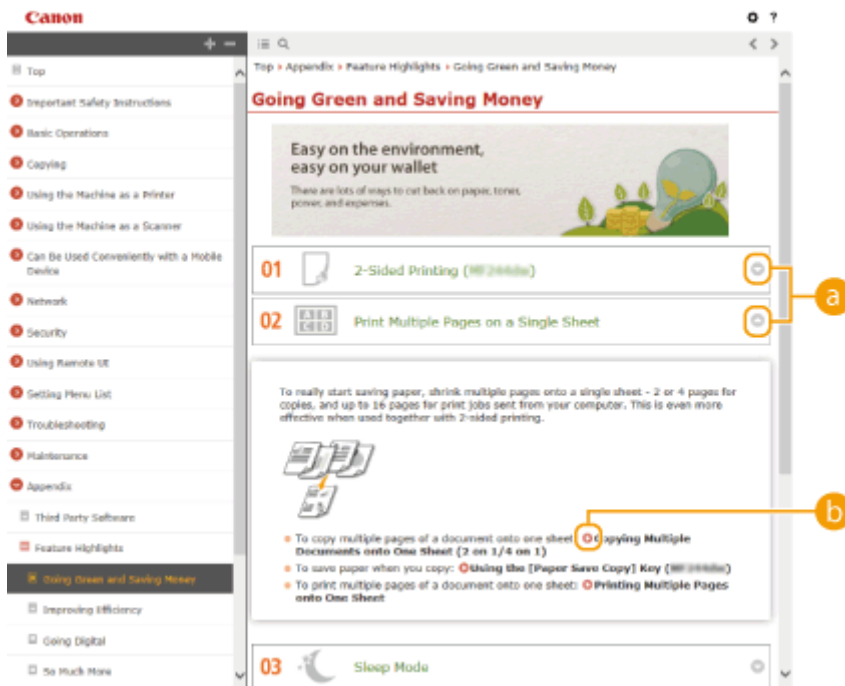 Canon
?
Top > Appendix > Feature Highlights > Going Green and Saving Money
Top
Important Safety Instructions
Basic Operations
Copying
Using the Machine as a Printer
Using the Machine as a Scanner
Can Be Used Conveniently with a Mobile
Device
Network
Security
Using Remote UI
Setting Menu List
Troubleshooting
Maintenance
Appendix
Third Party Software
Feature Highlights
Going Green and Saving Money
Improving Efficiency
Going Digital
So Much More
Going Green and Saving Money
Easy on the environment,
easy on your wallet
There are lots of ways to cut back on paper, toner,
power, and expenses.
01 2-Sided Printing ( )
a
02 A B C D Print Multiple Pages on a Single Sheet
To really start saving paper, shrink multiple pages onto a single sheet - 2 or 4 pages for
copies, and up to 16 pages for print jobs sent from your computer. This is even more
effective when used together with 2-sided printing.
b
To copy multiple pages of a document onto one sheet: Copying Multiple
Documents onto One Sheet (2 on 1/4 on 1)
To save paper when you copy: Using the [Paper Save Copy] Key ( )
To print multiple pages of a document onto one sheet: Printing Multiple Pages
onto One Sheet
03 Sleep Mode